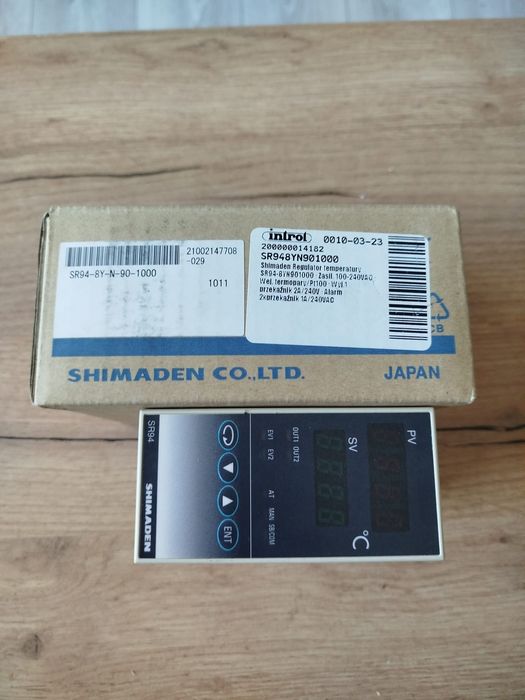 21002147708
-029
SR94-8Y-N-90-1000
1011
introl 0010-03-23
200000014182
SR948YN901000
Shimaden Regulator temperatury
SR94-8YN901000 : Zasil. 100-240VAC
Wej. termopary/Pt100 : Wyj.1
przekaźnik 2A/240V : Alarm
2xprzekaźnik 1A/240VAC
CB
SHIMADEN CO.,LTD. JAPAN
SR94
SHIMADEN
ENT
EV1 EV2 AT MAN SB/COM
OUT1 OUT2
SV
PV
°C